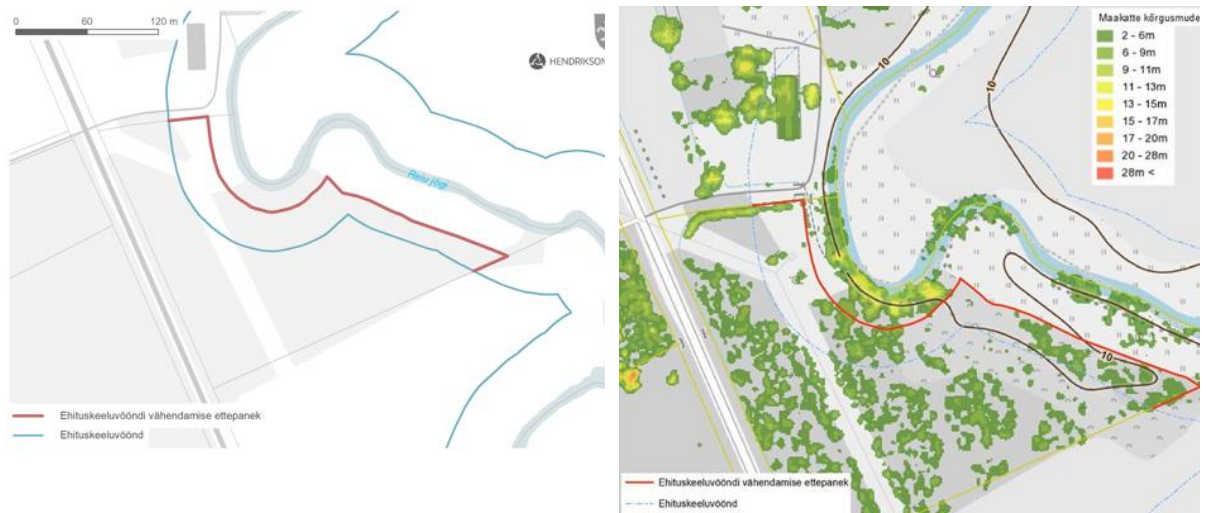 0 60 120 m
HENDRIKSON
Reiu jõgi
Ehituskeeluvööndi vähendamise ettepanek
Ehituskeeluvöönd
Maakatte kõrgusmude
2 - 6m
6 - 9m
9 - 11m
11 - 13m
13 - 15m
15 - 17m
17 - 20m
20 - 28m
28m <
10
10
10
Ehituskeeluvööndi vähendamise ettepanek
Ehituskeeluvöönd